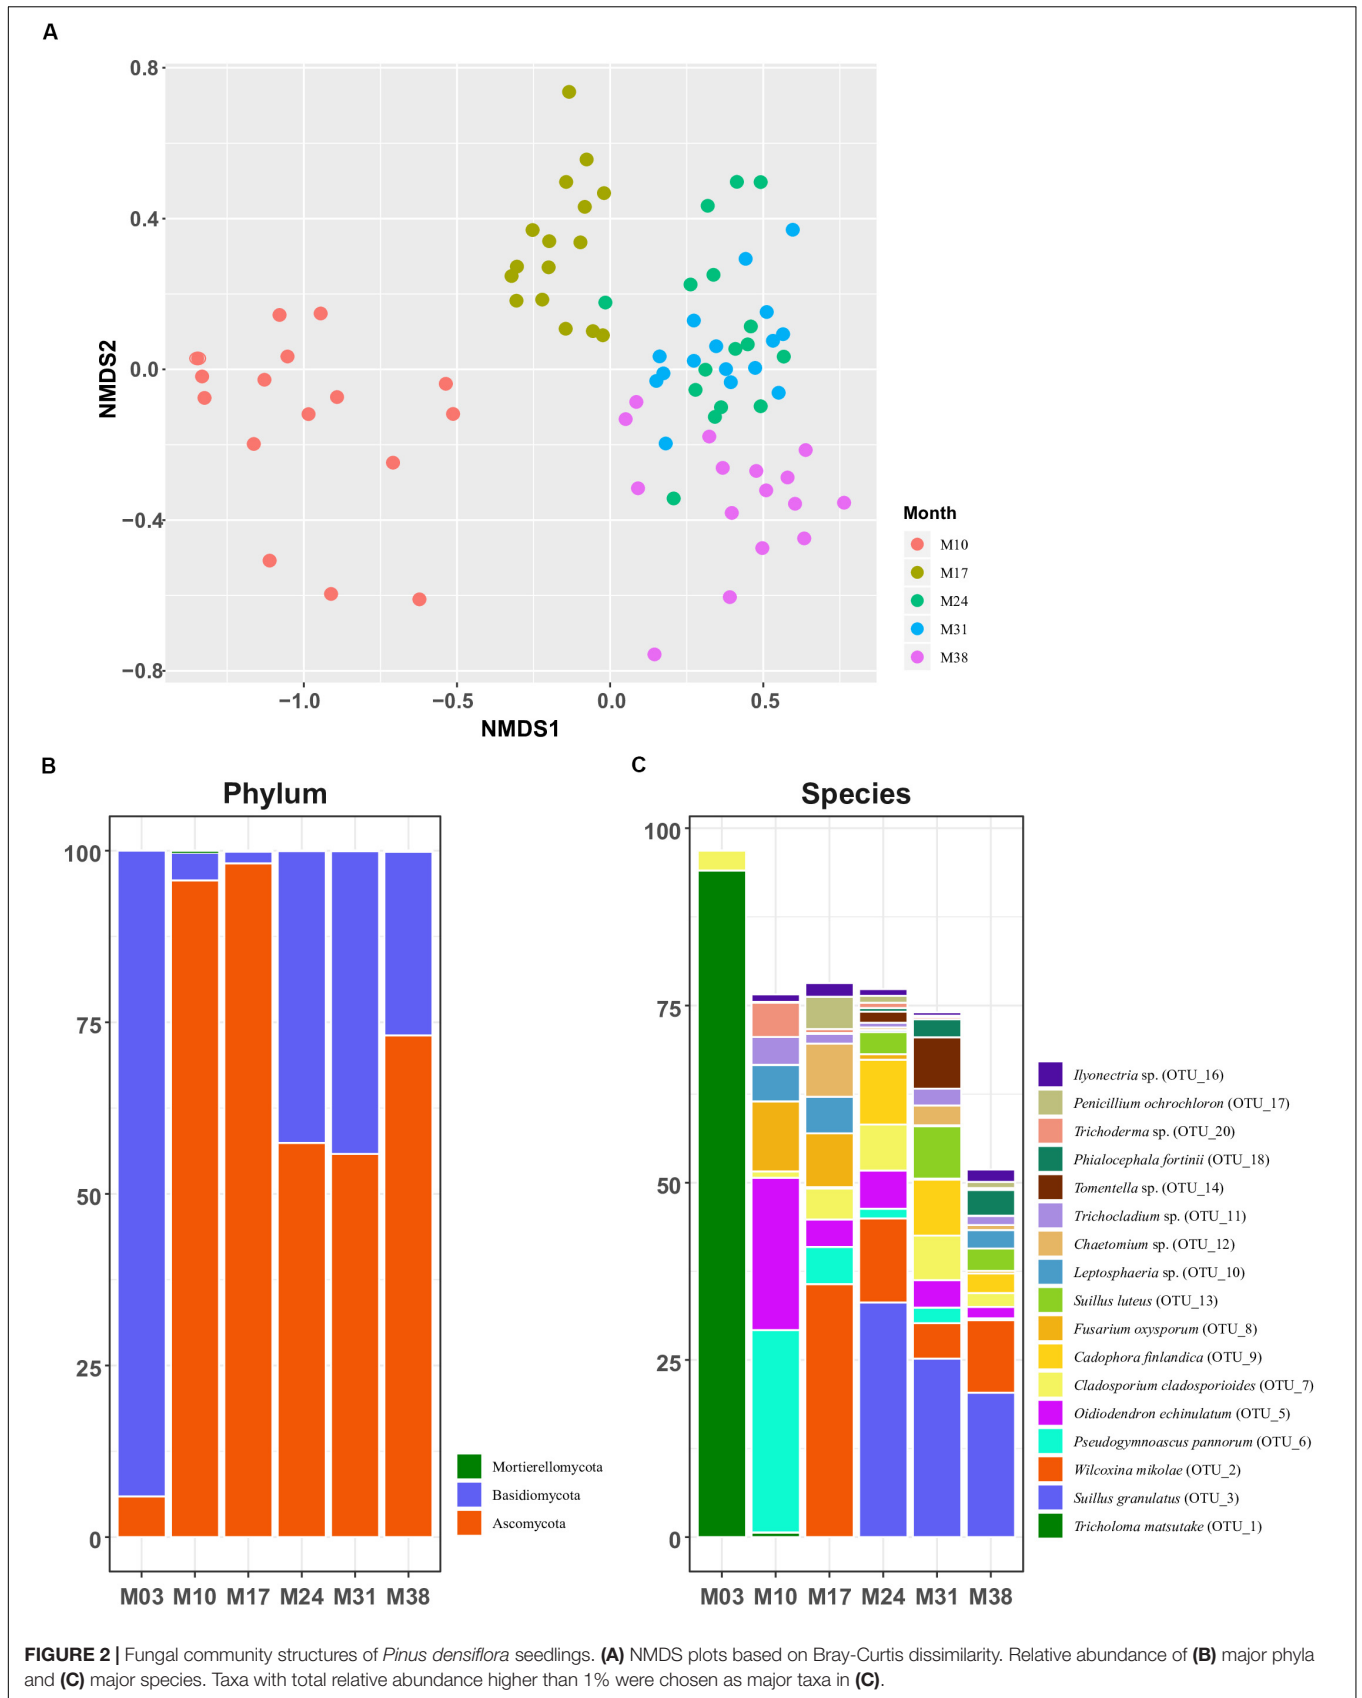 A
0.8
0.4
0.0
−0.4
−0.8
NMDS2
−1.0 −0.5 0.0 0.5
NMDS1
Month
M10
M17
M24
M31
M38
B
Phylum
100
75
50
25
0
M03 M10 M17 M24 M31 M38
Mortierellomycota
Basidiomycota
Ascomycota
C
Species
100
75
50
25
0
M03 M10 M17 M24 M31 M38
Ilyonectria sp. (OTU_16)
Penicillium ochrochloron (OTU_17)
Trichoderma sp. (OTU_20)
Phialocephala fortinii (OTU_18)
Tomentella sp. (OTU_14)
Trichocladium sp. (OTU_11)
Chaetomium sp. (OTU_12)
Leptosphaeria sp. (OTU_10)
Suillus luteus (OTU_13)
Fusarium oxysporum (OTU_8)
Cadophora finlandica (OTU_9)
Cladosporium cladosporioides (OTU_7)
Oidiodendron echinulatum (OTU_5)
Pseudogymnoascus pannorum (OTU_6)
Wilcoxina mikolae (OTU_2)
Suillus granulatus (OTU_3)
Tricholoma matsutake (OTU_1)
FIGURE 2 | Fungal community structures of Pinus densiflora seedlings. (A) NMDS plots based on Bray-Curtis dissimilarity. Relative abundance of (B) major phyla
and (C) major species. Taxa with total relative abundance higher than 1% were chosen as major taxa in (C).